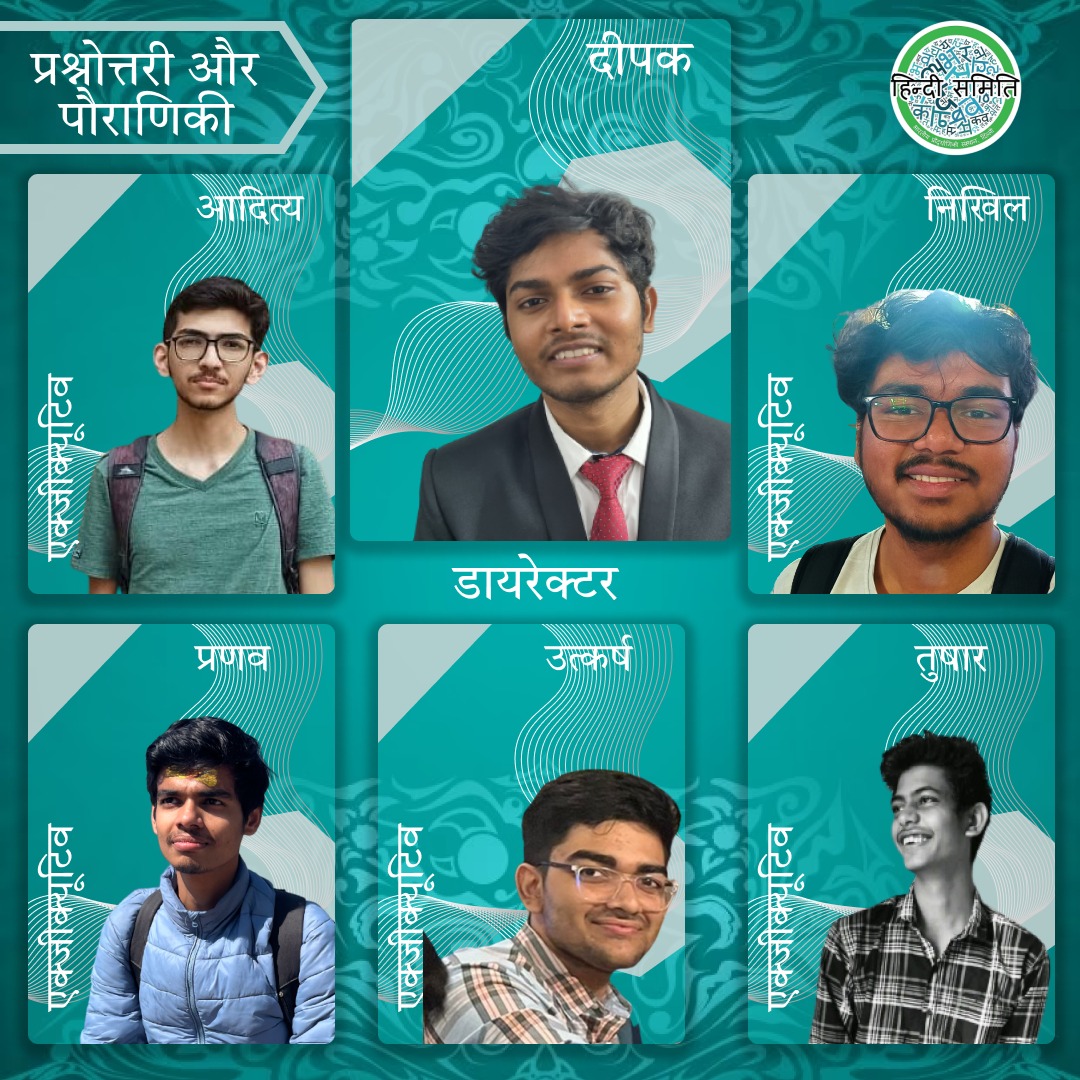 प्रश्नोत्तरी और
पौराणिकी
दीपक
हिन्दी समिति
आदित्य
एक्जीक्यूटिव
डायरेक्टर
निखिल
एक्जीक्यूटिव
प्रणव
एक्जीक्यूटिव
उत्कर्ष
एक्जीक्यूटिव
तुषार
एक्जीक्यूटिव